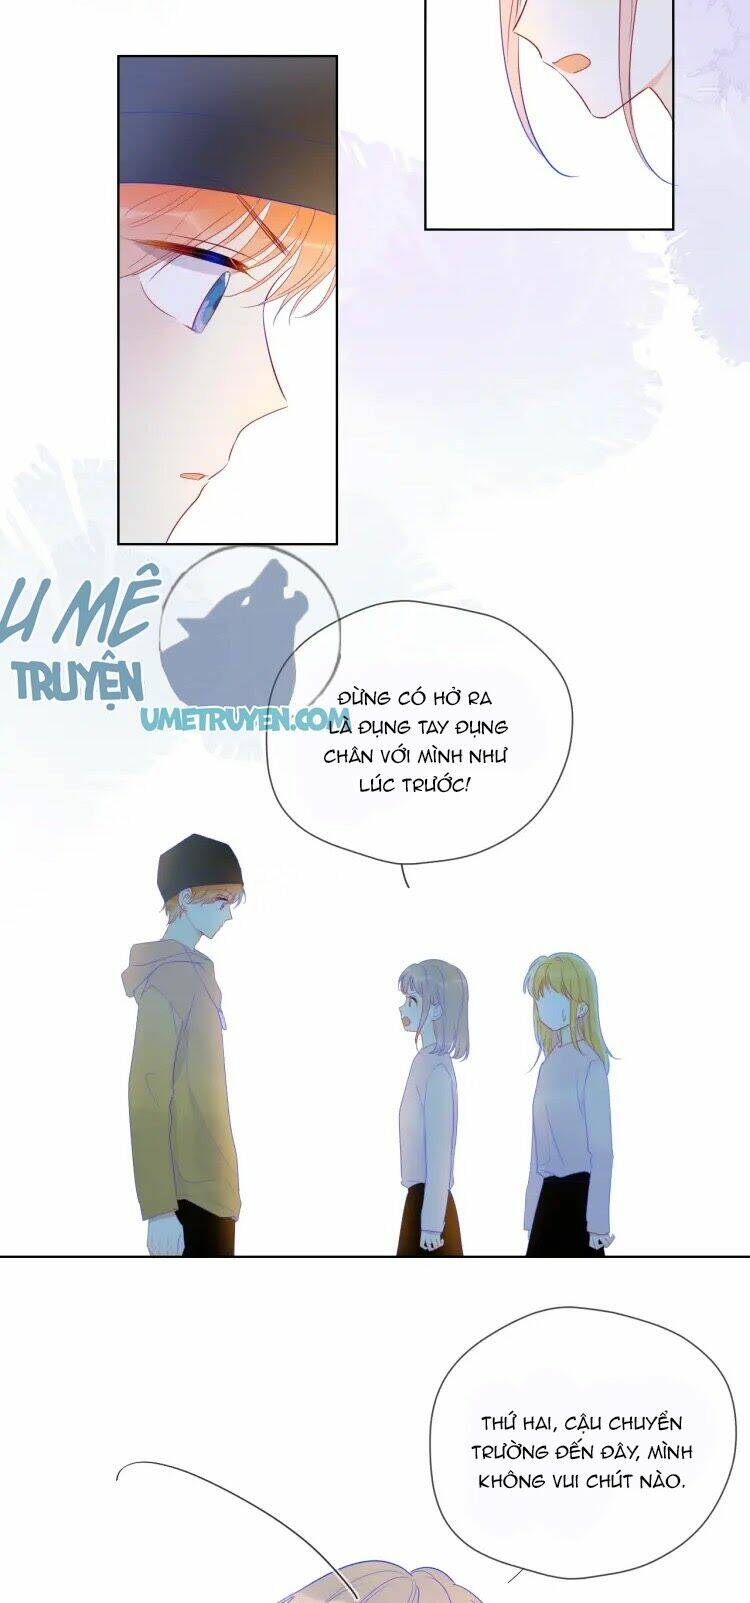 U MÊ
TRUYỆN
UMETRUYEN.COM
ĐỪNG CÓ HỞ RA
LÀ ĐỤNG TAY ĐỤNG
CHÂN VỚI MÌNH NHƯ
LÚC TRƯỚC!
THỨ HAI, CẬU CHUYỂN
TRƯỜNG ĐẾN ĐÂY, MÌNH
KHÔNG VUI CHÚT NÀO.